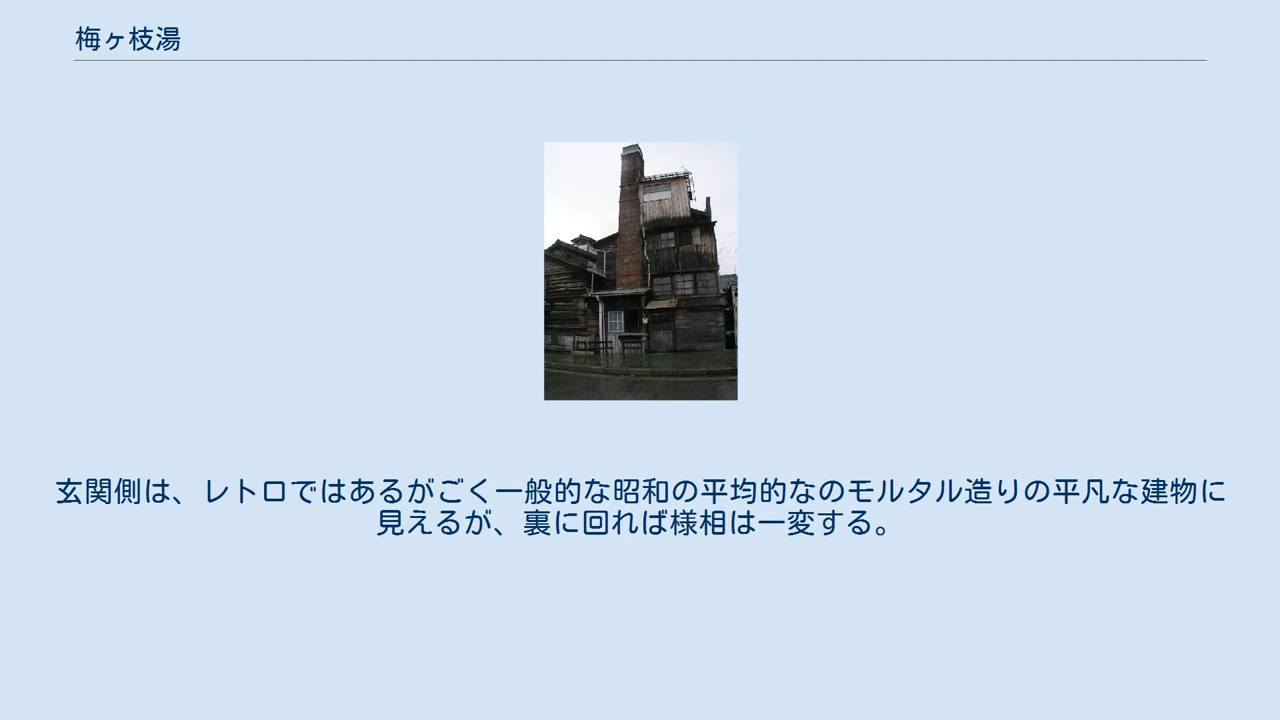 梅ヶ枝湯
玄関側は、レトロではあるがごく一般的な昭和の平均的なのモルタル造りの平凡な建物に
見えるが、裏に回れば様相は一変する。